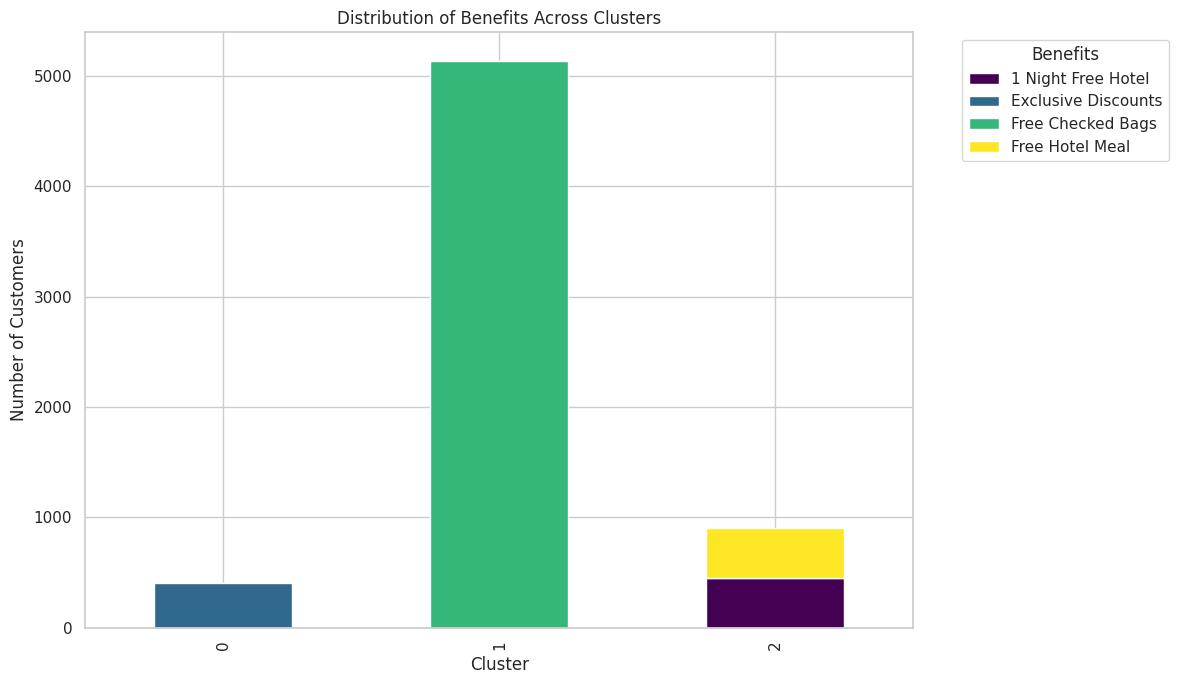 Distribution of Benefits Across Clusters
Benefits
1 Night Free Hotel
Exclusive Discounts
Free Checked Bags
Free Hotel Meal
Number of Customers
5000
4000
3000
2000
1000
0
0
1
2
Cluster